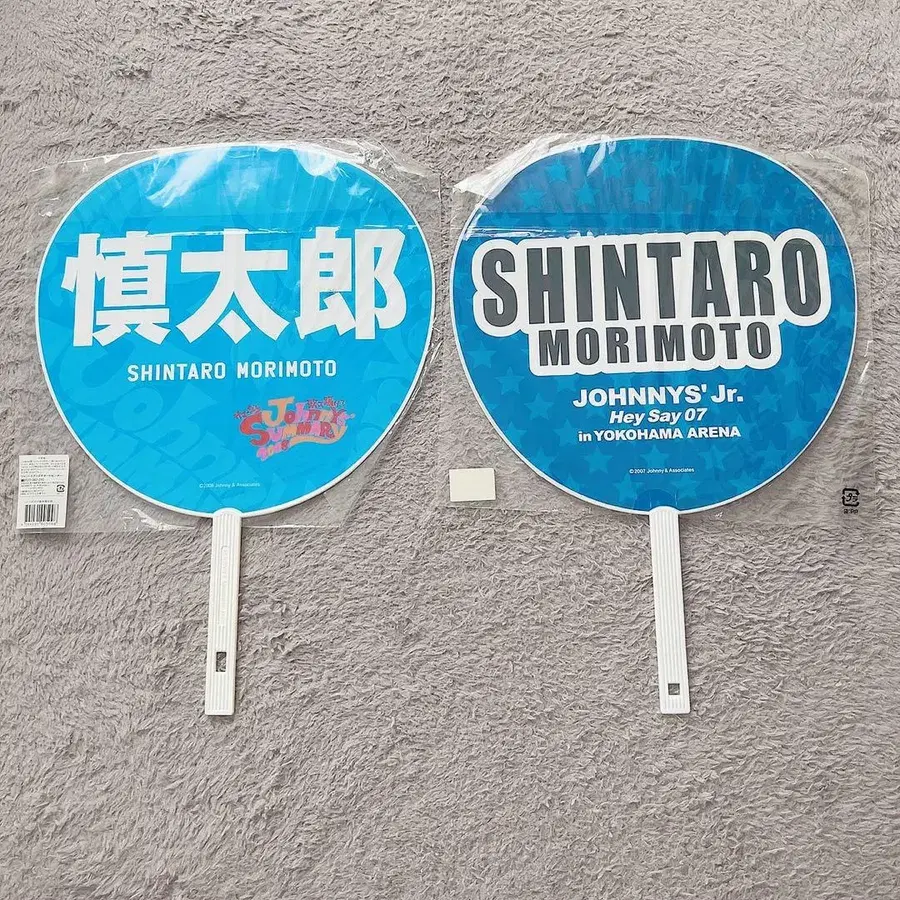 慎太郎
SHINTARO MORIMOTO
Johnnys
SUMMARY
SHINTARO
MORIMOTO
JOHNNYS' Jr.
Hey Say 07
in YOKOHAMA ARENA
©2007 Johnny & Associates